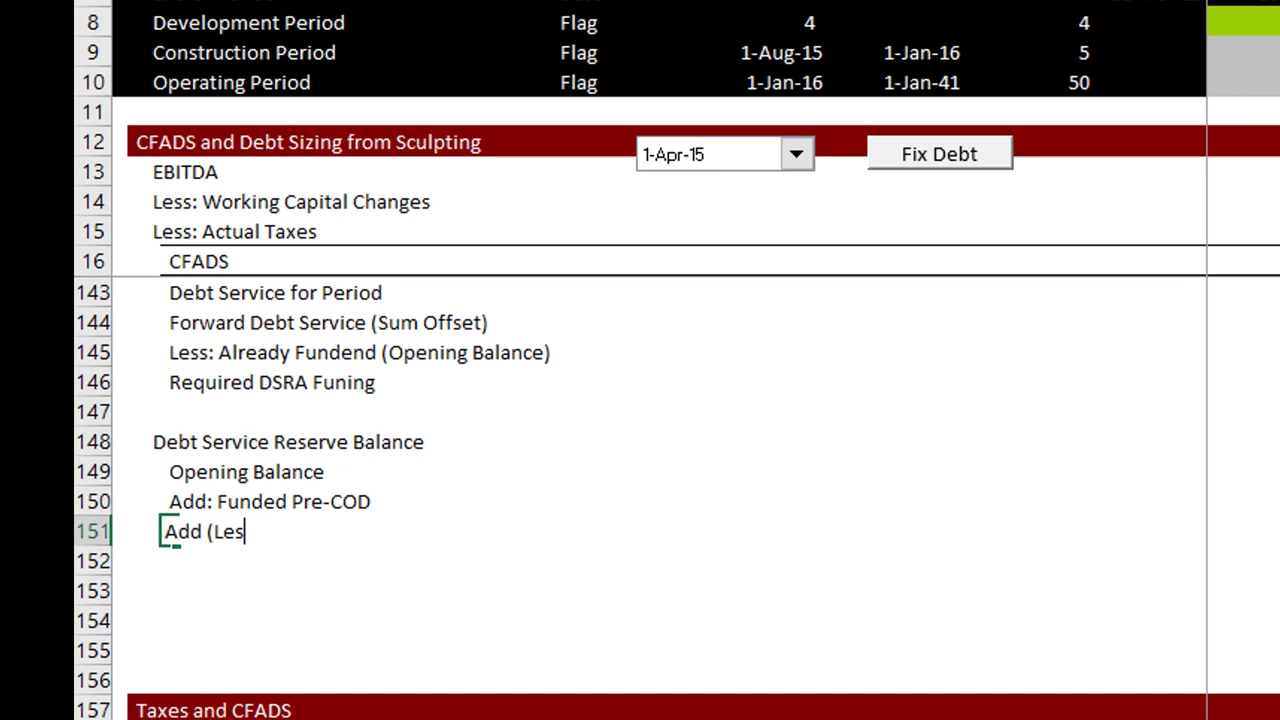 8 Development Period Flag 4 4
9 Construction Period Flag 1-Aug-15 1-Jan-16 5
10 Operating Period Flag 1-Jan-16 1-Jan-41 50
11
12 CFADS and Debt Sizing from Sculpting 1-Apr-15 Fix Debt
13 EBITDA
14 Less: Working Capital Changes
15 Less: Actual Taxes
16 CFADS
143 Debt Service for Period
144 Forward Debt Service (Sum Offset)
145 Less: Already Fundend (Opening Balance)
146 Required DSRA Funing
147
148 Debt Service Reserve Balance
149 Opening Balance
150 Add: Funded Pre-COD
151 Add (Les
152
153
154
155
156
157 Taxes and CFADS